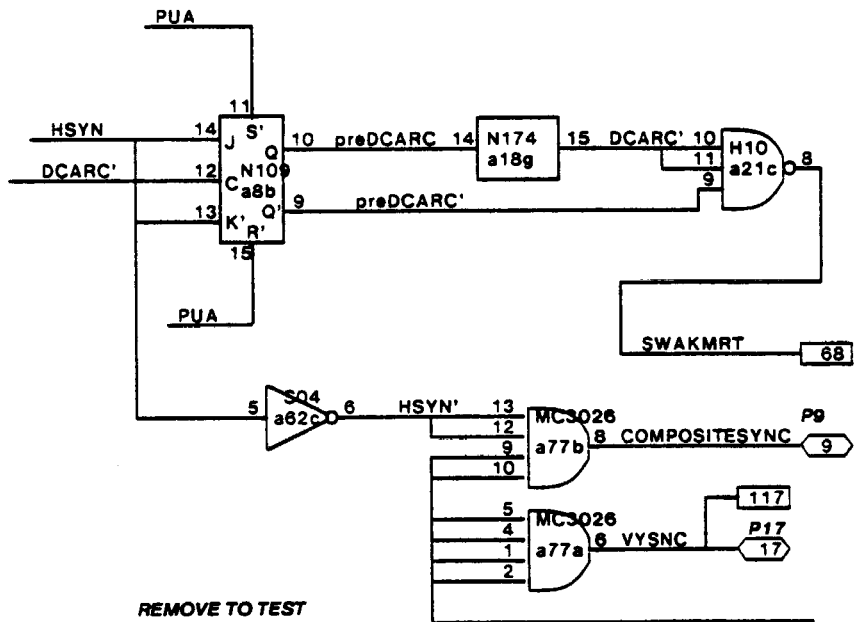 PUA
11
HSYN 14 J S' Q 10 preDCARC 14 N174 a18g 15 DCARC' 10 H10 8
DCARC' 12 C N109 a8b 11 a21c
13 K' R' Q' 9 preDCARC' 9
15
PUA
SWAKMRT 68
5 S04 a62c 6 HSYN' 13 MC3026 P9
12 a77b 8 COMPOSITESYNC 9
9
10
117
5 MC3026 P17
4 a77a 6 VYSNC 17
1
2
REMOVE TO TEST